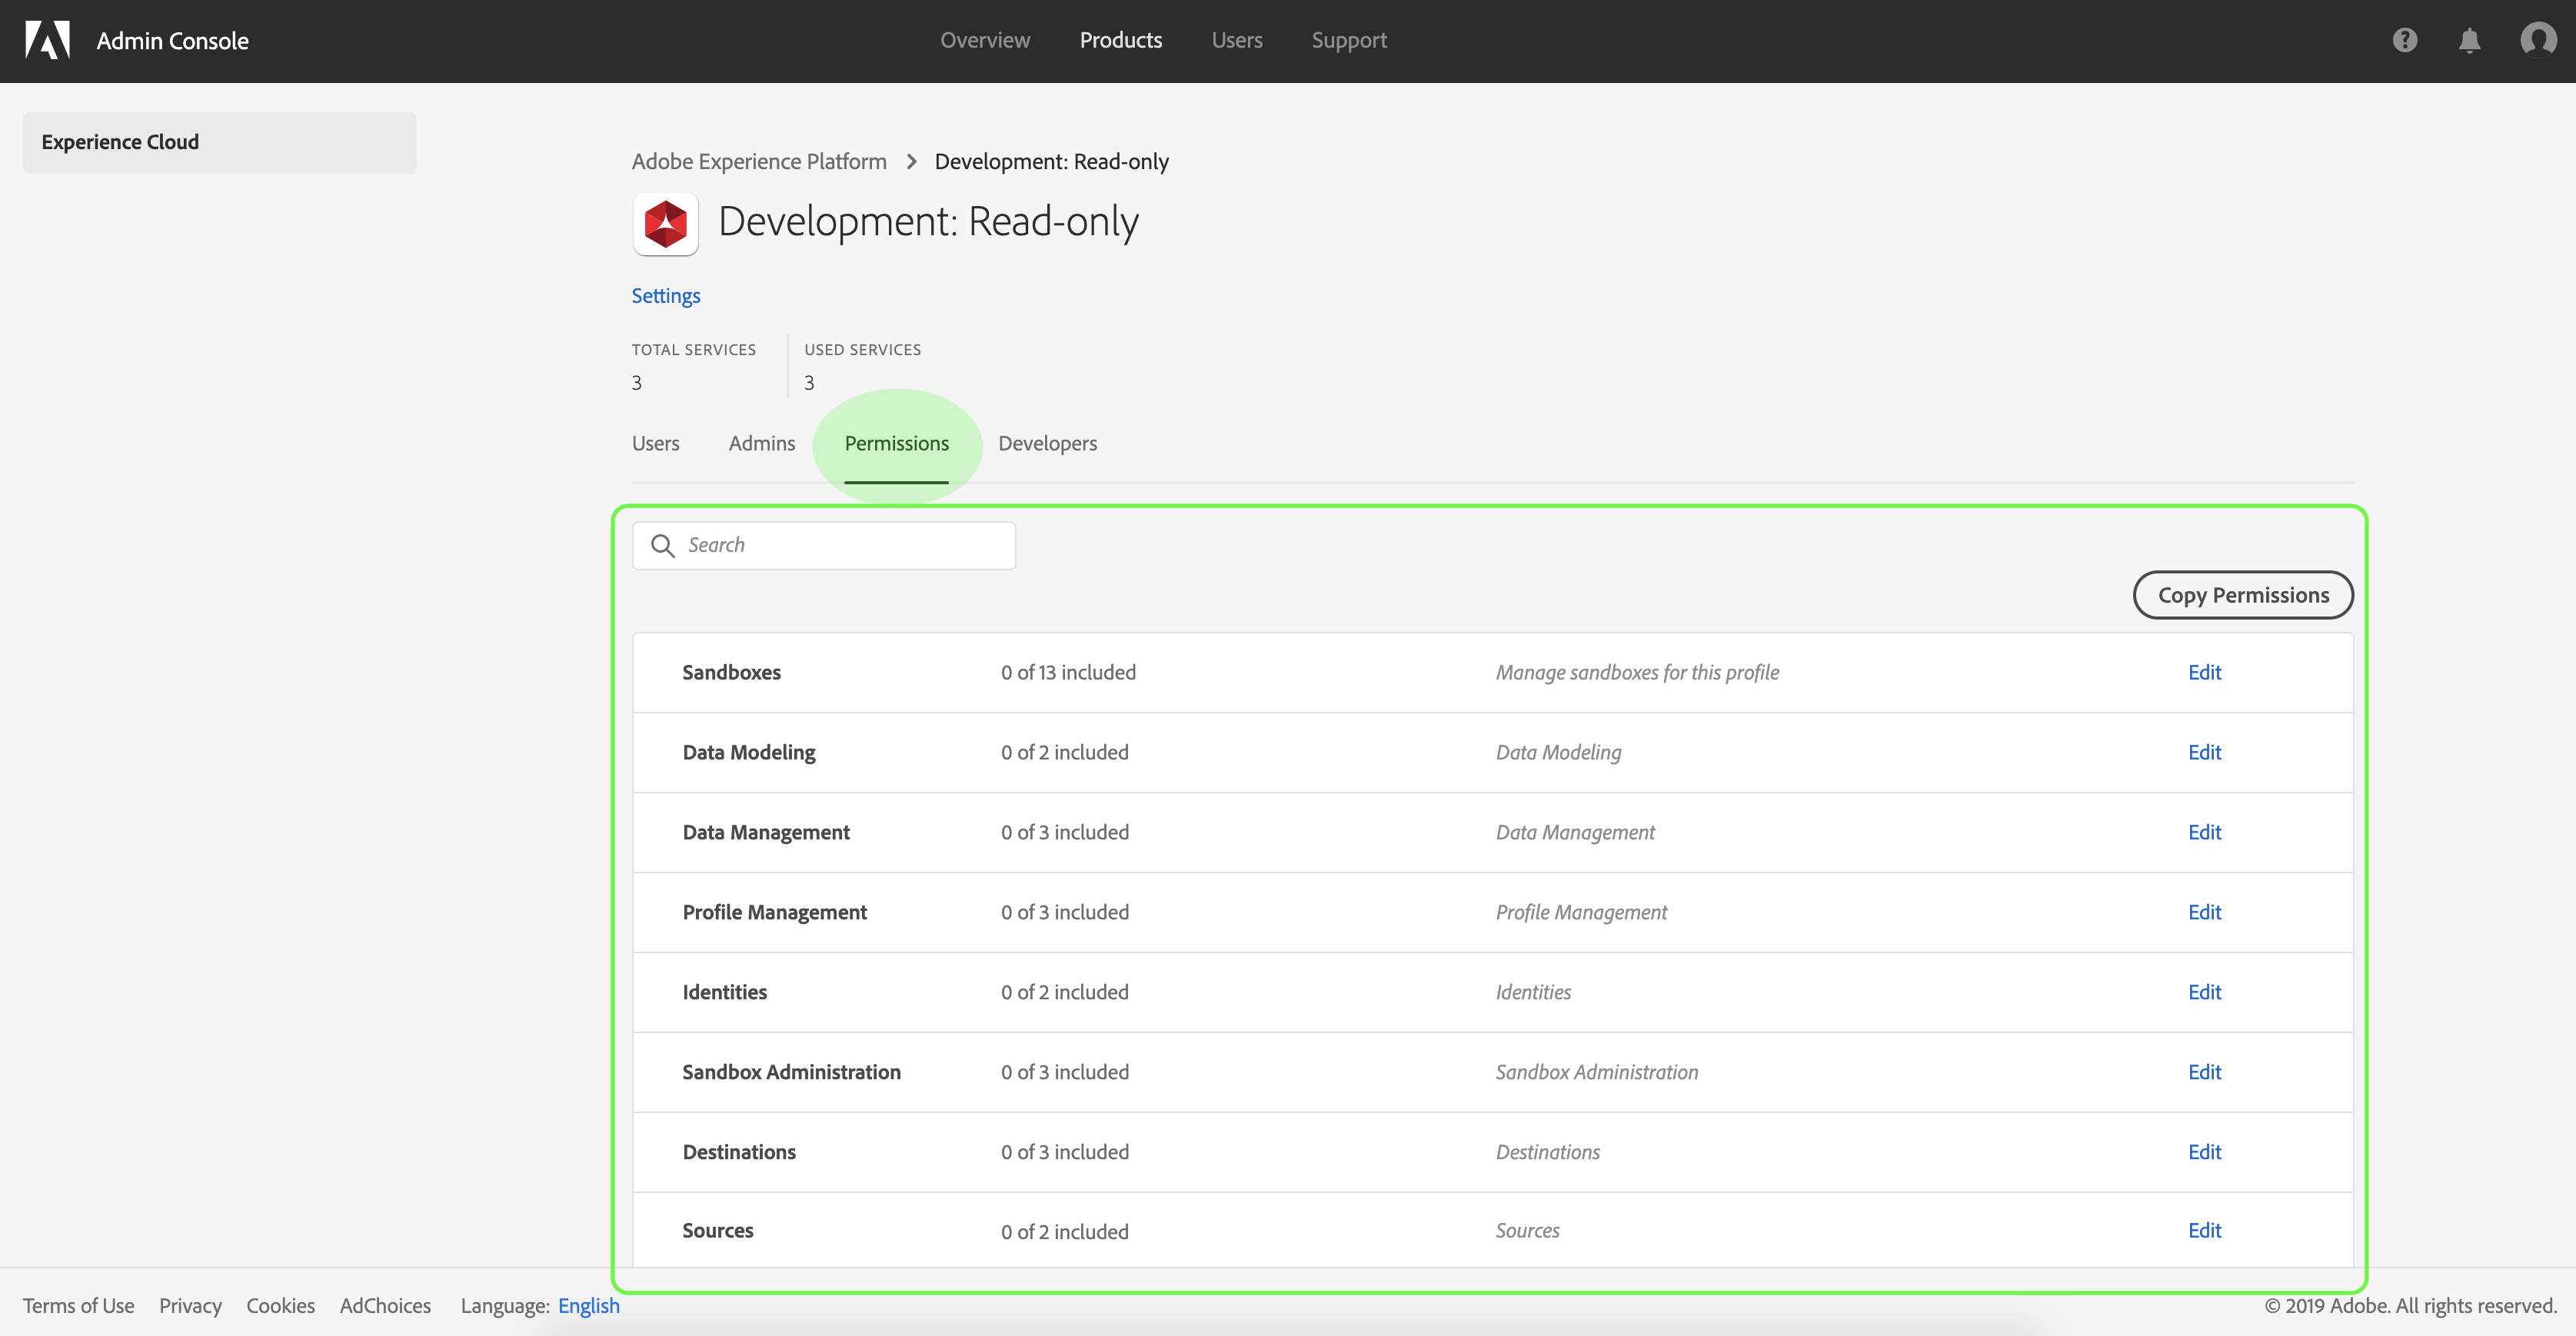 Admin Console
Overview Products Users Support
Experience Cloud
Adobe Experience Platform > Development: Read-only
Development: Read-only
Settings
TOTAL SERVICES USED SERVICES
3 3
Users Admins Permissions Developers
Search
Copy Permissions
Sandboxes 0 of 13 included Manage sandboxes for this profile Edit
Data Modeling 0 of 2 included Data Modeling Edit
Data Management 0 of 3 included Data Management Edit
Profile Management 0 of 3 included Profile Management Edit
Identities 0 of 2 included Identities Edit
Sandbox Administration 0 of 3 included Sandbox Administration Edit
Destinations 0 of 3 included Destinations Edit
Sources 0 of 2 included Sources Edit
Terms of Use Privacy Cookies AdChoices Language: English © 2019 Adobe. All rights reserved.